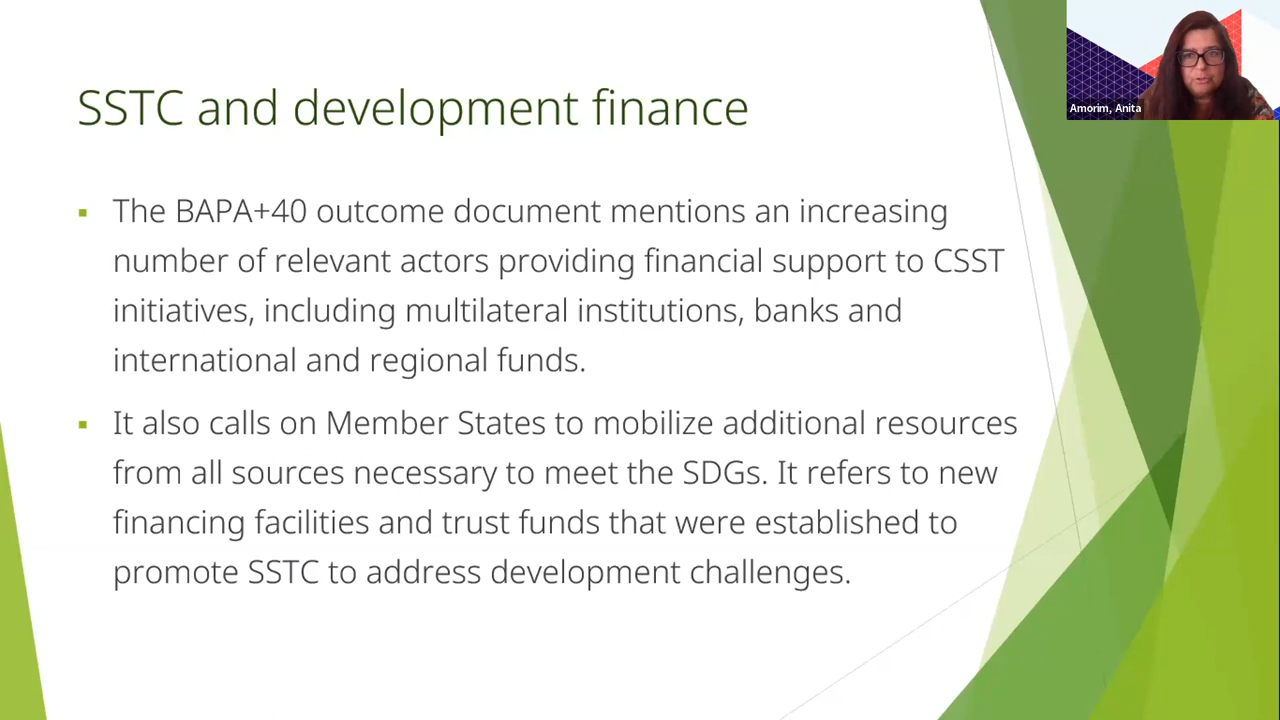 SSTC and development finance
The BAPA+40 outcome document mentions an increasing
number of relevant actors providing financial support to CSST
initiatives, including multilateral institutions, banks and
international and regional funds.
It also calls on Member States to mobilize additional resources
from all sources necessary to meet the SDGs. It refers to new
financing facilities and trust funds that were established to
promote SSTC to address development challenges.
Amorim, Anita